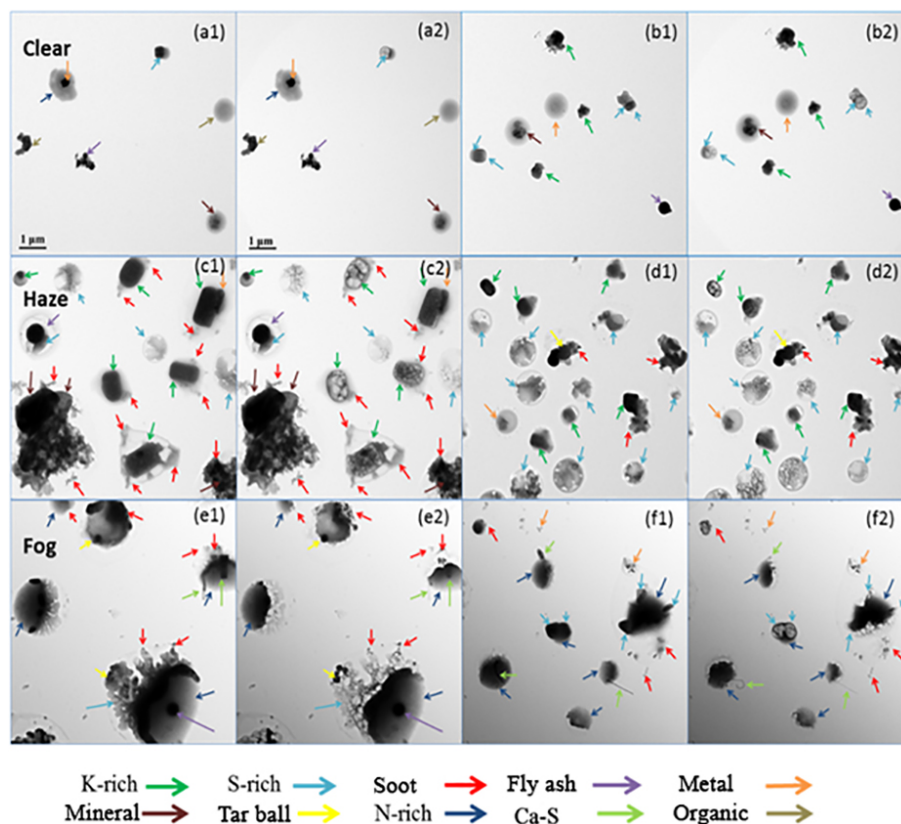 Clear (a1) (a2) (b1) (b2)
1 μm 1 μm
Haze (c1) (c2) (d1) (d2)
Fog (e1) (e2) (f1) (f2)
K-rich S-rich Soot Fly ash Metal
Mineral Tar ball N-rich Ca-S Organic